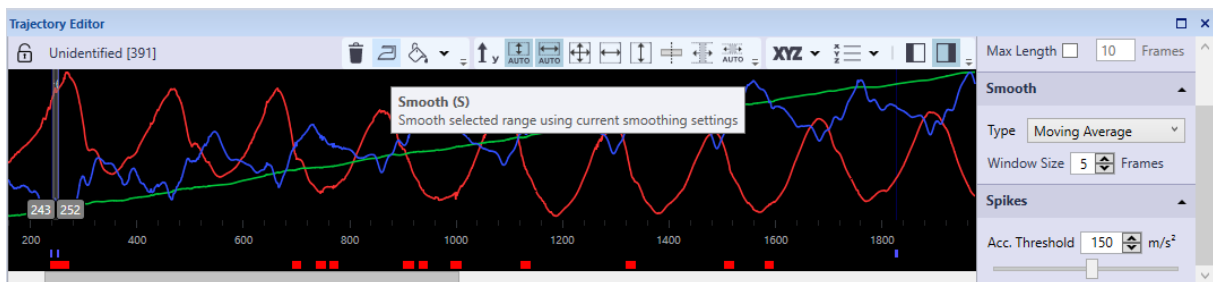 Trajectory Editor
Unidentified [391]
y
AUTO
AUTO
AUTO
XYZ
x
y
z
Max Length
10
Frames
Smooth (S)
Smooth selected range using current smoothing settings
Smooth
Type
Moving Average
Window Size
5
Frames
243
252
Spikes
Acc. Threshold
150
m/s²
200
400
600
800
1000
1200
1400
1600
1800